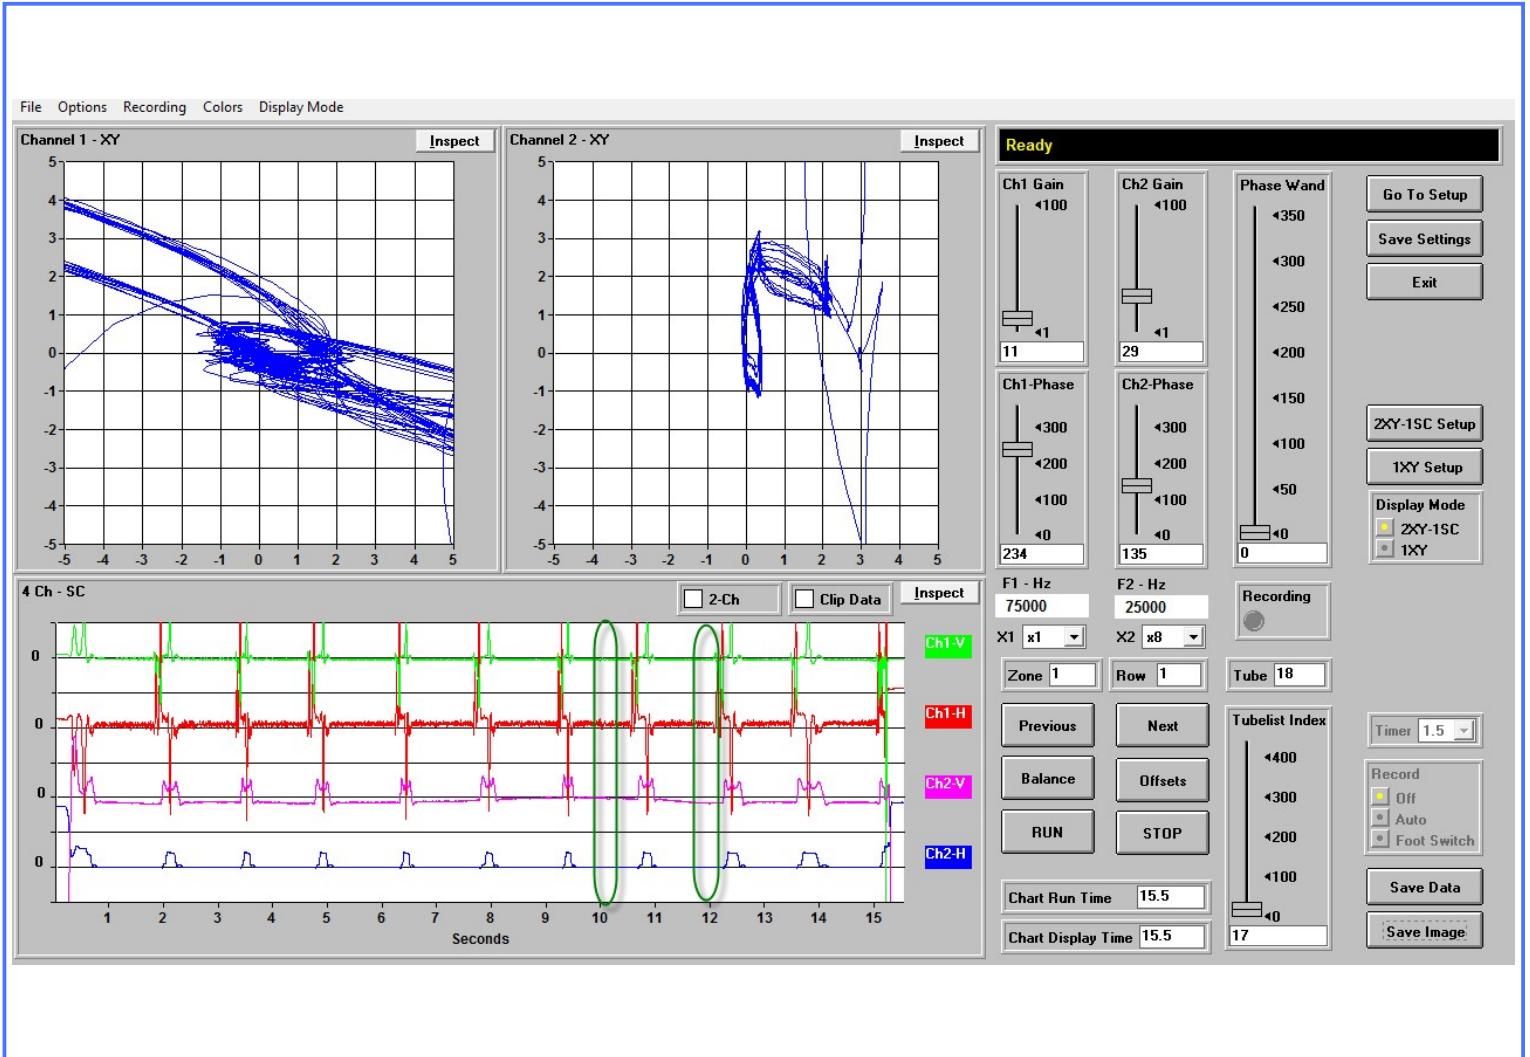 File Options Recording Colors Display Mode
Channel 1 - XY
Inspect
5
4
3
2
1
0
-1
-2
-3
-4
-5
-5 -4 -3 -2 -1 0 1 2 3 4 5
Channel 2 - XY
Inspect
5
4
3
2
1
0
-1
-2
-3
-4
-5
-5 -4 -3 -2 -1 0 1 2 3 4 5
4 Ch - SC
2-Ch
Clip Data
Inspect
0
0
0
0
Ch1-V
Ch1-H
Ch2-V
Ch2-H
1 2 3 4 5 6 7 8 9 10 11 12 13 14 15
Seconds
Ready
Ch1 Gain
100
1
11
Ch2 Gain
100
1
29
Phase Wand
350
300
250
200
150
100
50
0
0
Ch1-Phase
300
200
100
0
234
Ch2-Phase
300
200
100
0
135
Go To Setup
Save Settings
Exit
2XY-1SC Setup
1XY Setup
Display Mode
2XY-1SC
1XY
F1 - Hz
75000
F2 - Hz
25000
Recording
X1 x1
X2 x8
Zone 1
Row 1
Tube 18
Previous
Next
Balance
Offsets
RUN
STOP
Tubelist Index
400
300
200
100
0
17
Timer 1.5
Record
Off
Auto
Foot Switch
Save Data
Save Image
Chart Run Time 15.5
Chart Display Time 15.5